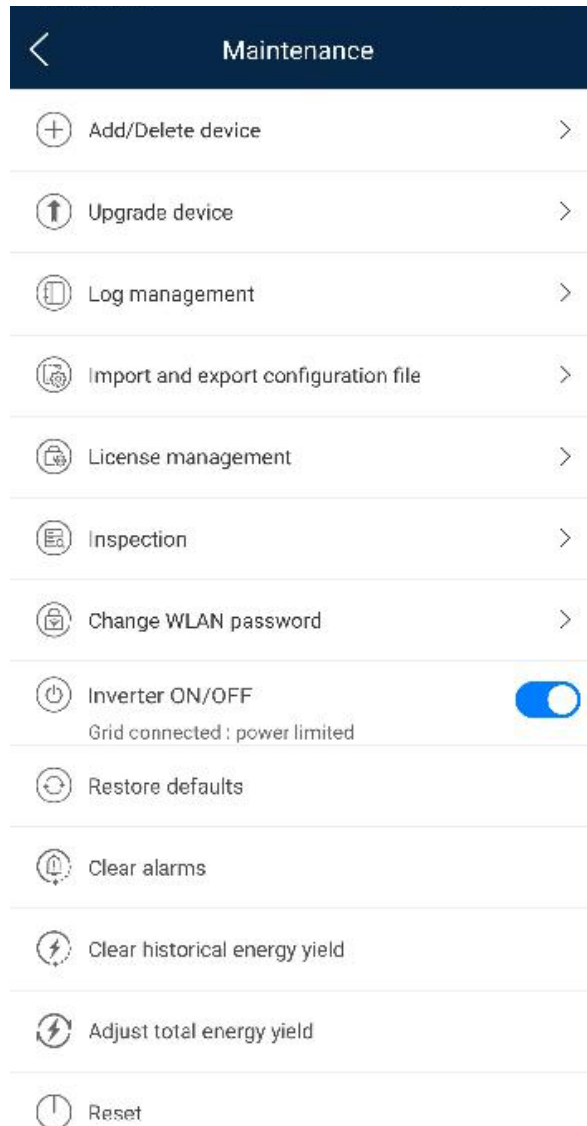 Maintenance
Add/Delete device
Upgrade device
Log management
Import and export configuration file
License management
Inspection
Change WLAN password
Inverter ON/OFF
Grid connected : power limited
Restore defaults
Clear alarms
Clear historical energy yield
Adjust total energy yield
Reset